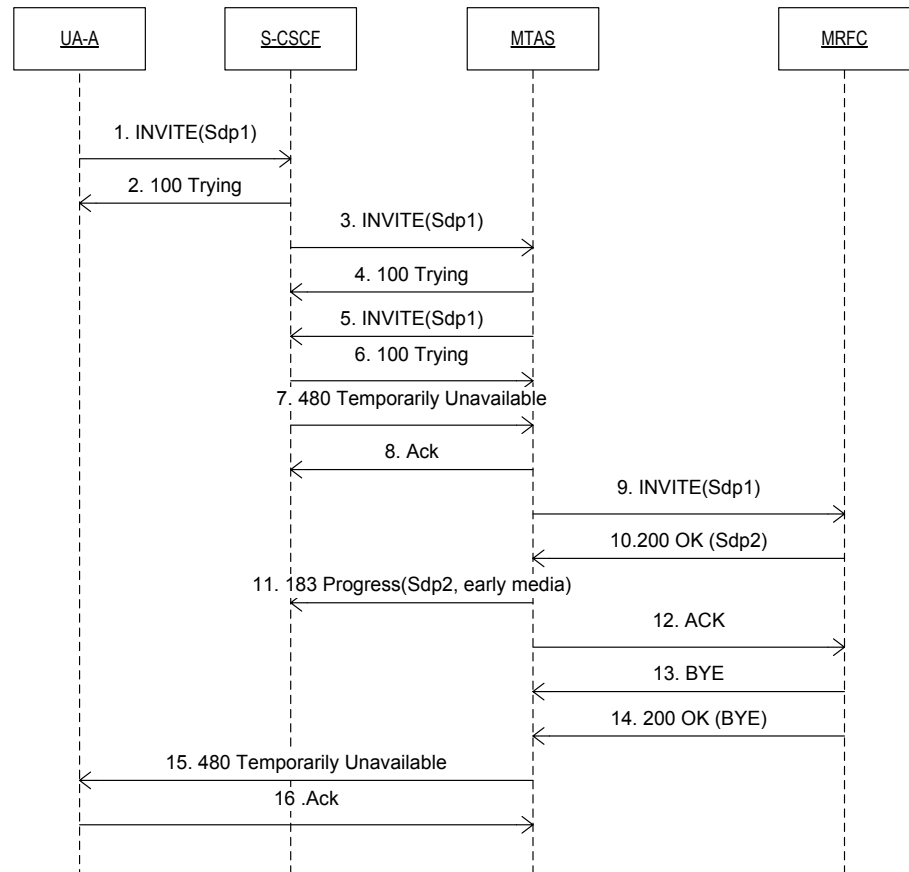 UA-A
S-CSCF
MTAS
MRFC
1. INVITE(Sdp1)
2. 100 Trying
3. INVITE(Sdp1)
4. 100 Trying
5. INVITE(Sdp1)
6. 100 Trying
7. 480 Temporarily Unavailable
8. Ack
9. INVITE(Sdp1)
10.200 OK (Sdp2)
11. 183 Progress(Sdp2, early media)
12. ACK
13. BYE
14. 200 OK (BYE)
15. 480 Temporarily Unavailable
16 .Ack